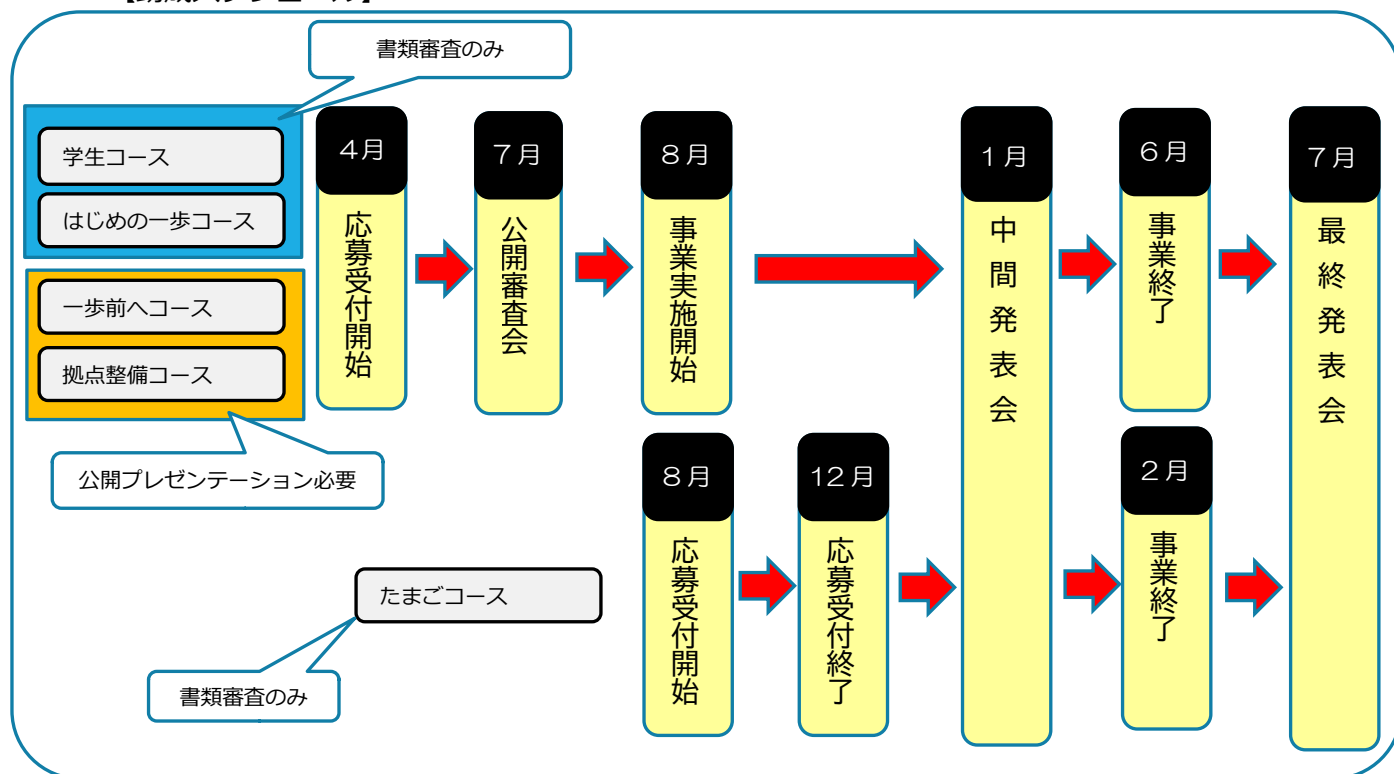 書類審査のみ
学生コース
はじめの一歩コース
一歩前へコース
拠点整備コース
公開プレゼンテーション必要
4月
応募受付開始
7月
公開審査会
8月
事業実施開始
1月
中間発表会
6月
事業終了
7月
最終発表会
たまごコース
書類審査のみ
8月
応募受付開始
12月
応募受付終了
2月
事業終了